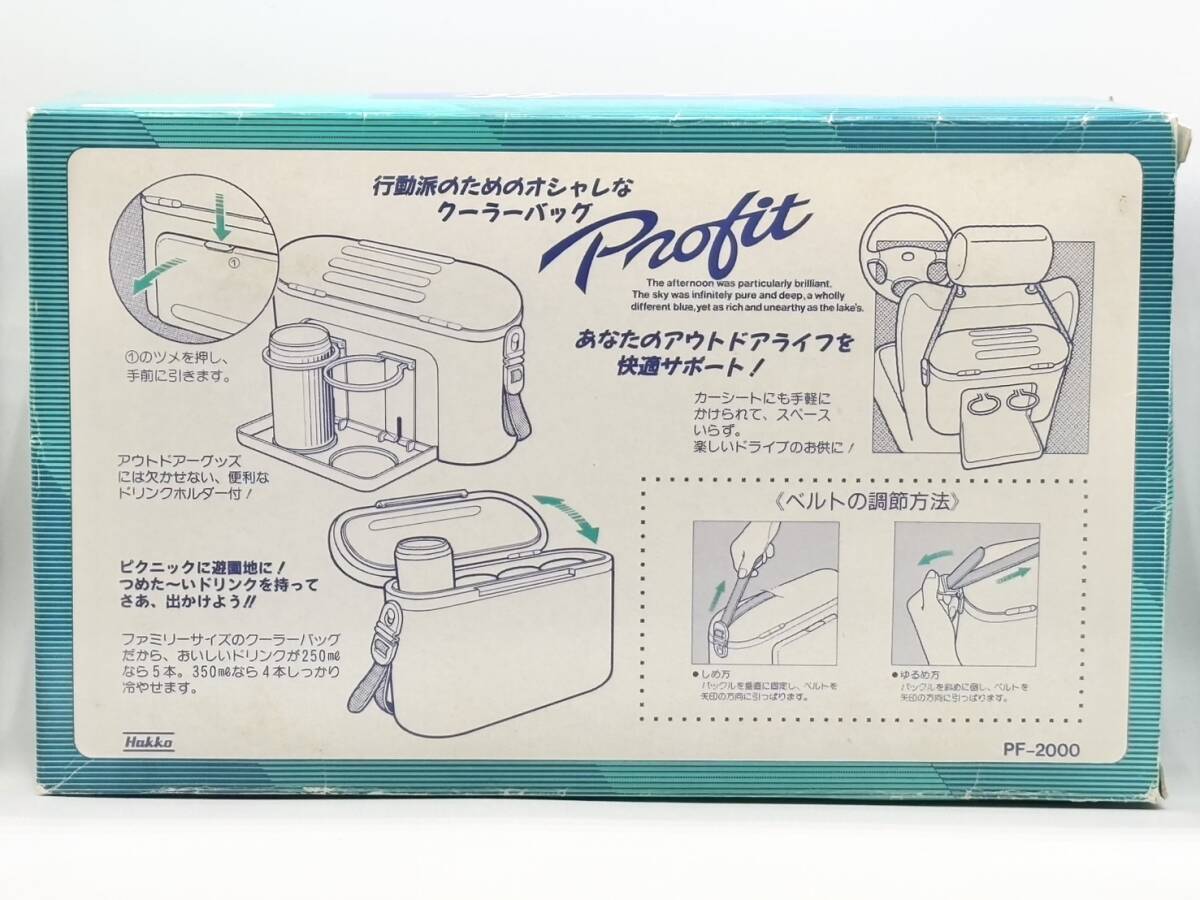 行動派のためのオシャレな
クーラーバッグ
Profit
The afternoon was particularly brilliant.
The sky was infinitely pure and deep, a wholly
different blue, yet as rich and unearthy as the lake's.
あなたのアウトドアライフを
快適サポート!
①
①のツメを押し、
手前に引きます。
アウトドアーグッズ
には欠かせない、便利な
ドリンクホルダー付!
カーシートにも手軽に
かけられて、スペース
いらず。
楽しいドライブのお供に!
ピクニックに遊園地に!
つめた〜いドリンクを持って
さあ、出かけよう!!
ファミリーサイズのクーラーバッグ
だから、おいしいドリンクが250㎖
なら5本。350㎖なら4本しっかり
冷やせます。
《ベルトの調節方法》
●しめ方
バックルを垂直に固定し、ベルトを
矢印の方向に引っぱります。
●ゆるめ方
バックルを斜めに倒し、ベルトを
矢印の方向に引っぱります。
Hakko
PF-2000